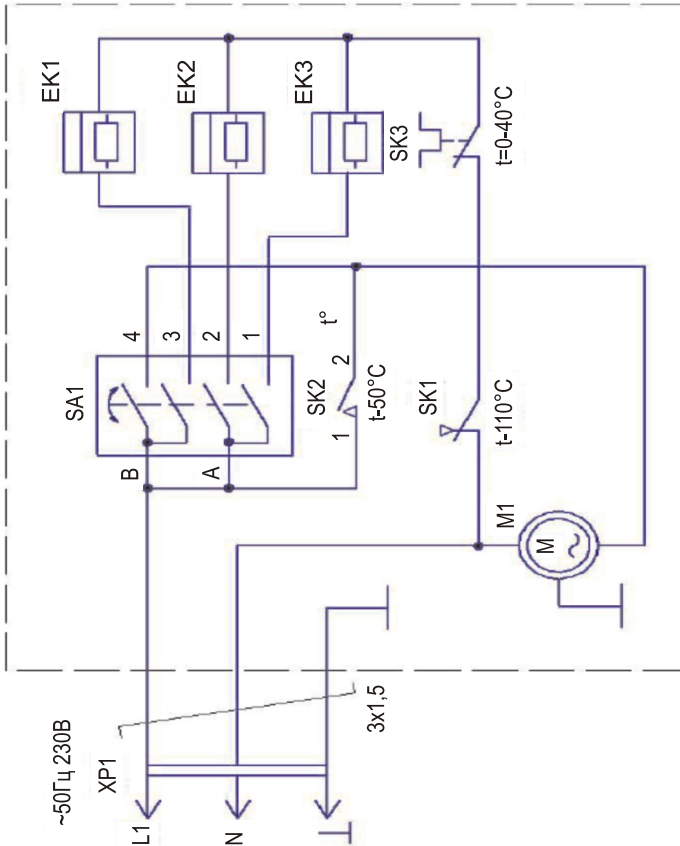 EK1
EK2
EK3
SK3
t=0-40°C
SA1
4
3
2
1
B
A
t°
2
1
SK2
t-50°C
SK1
t-110°C
M1
M
~50Гц 230В
XP1
3x1,5
L1
N